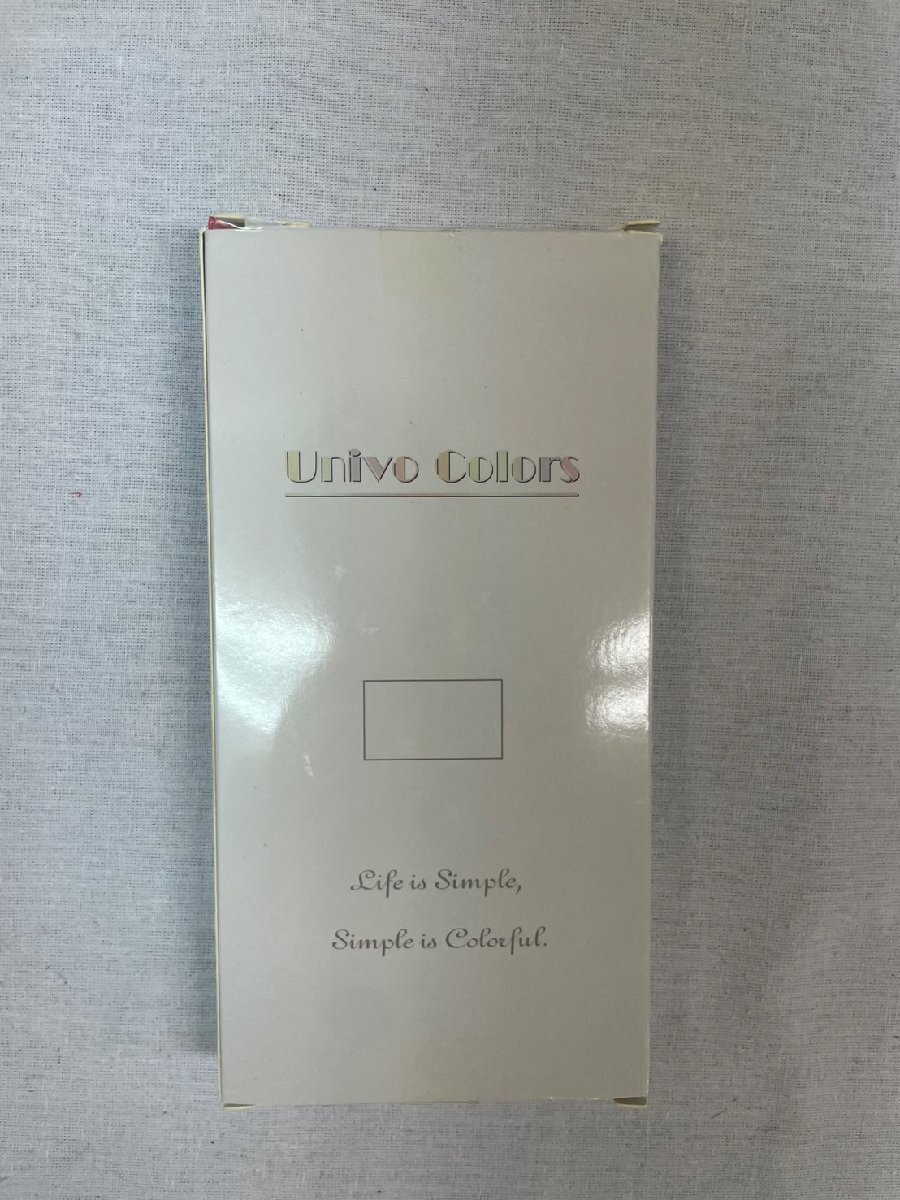 Univo Colors
Life is Simple,
Simple is Colorful.